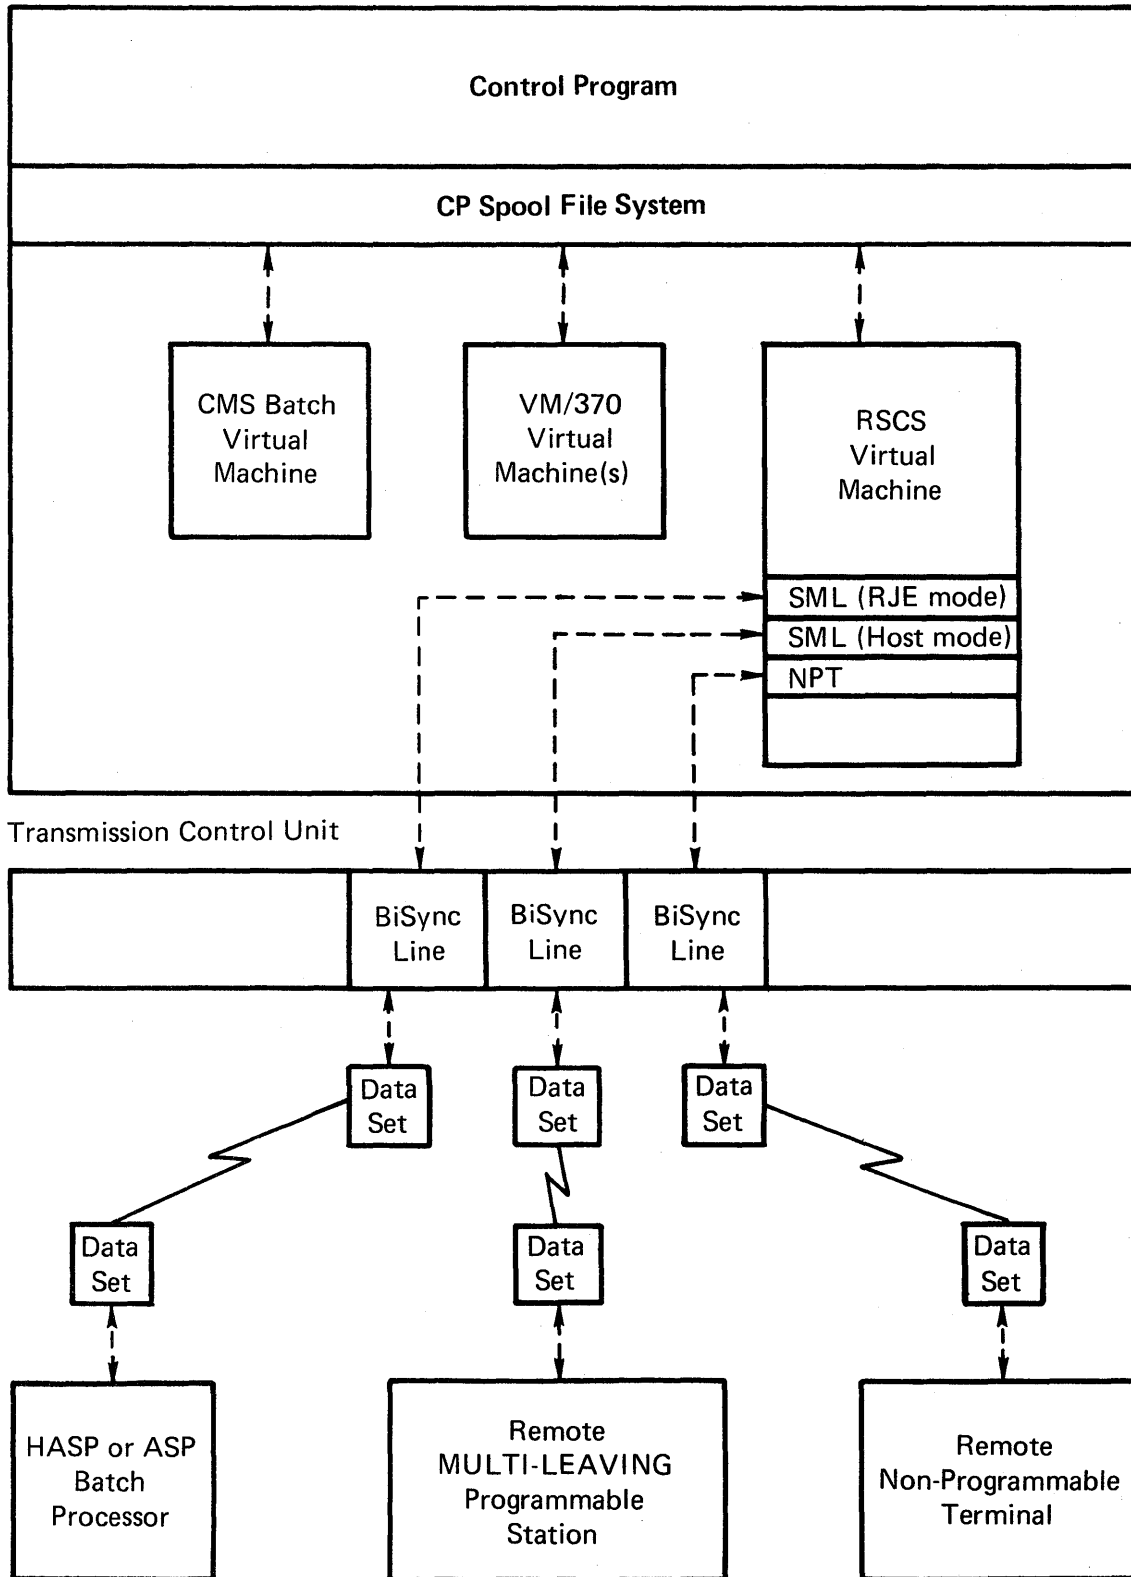 Control Program
CP Spool File System
CMS Batch
Virtual
Machine
VM/370
Virtual
Machine(s)
RSCS
Virtual
Machine
SML (RJE mode)
SML (Host mode)
NPT
Transmission Control Unit
BiSync
Line
BiSync
Line
BiSync
Line
Data
Set
Data
Set
Data
Set
Data
Set
Data
Set
Data
Set
HASP or ASP
Batch
Processor
Remote
MULTI-LEAVING
Programmable
Station
Remote
Non-Programmable
Terminal